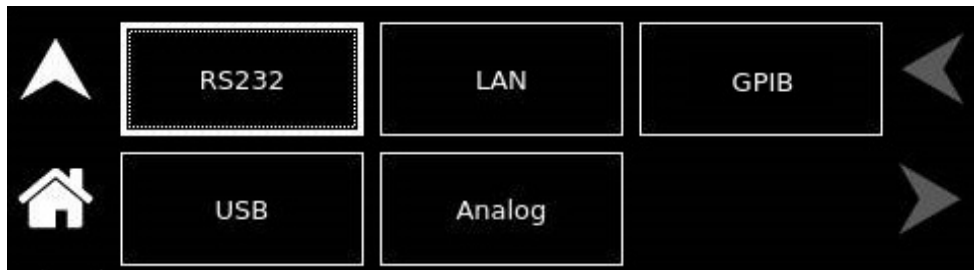 RS232
LAN
GPIB
USB
Analog